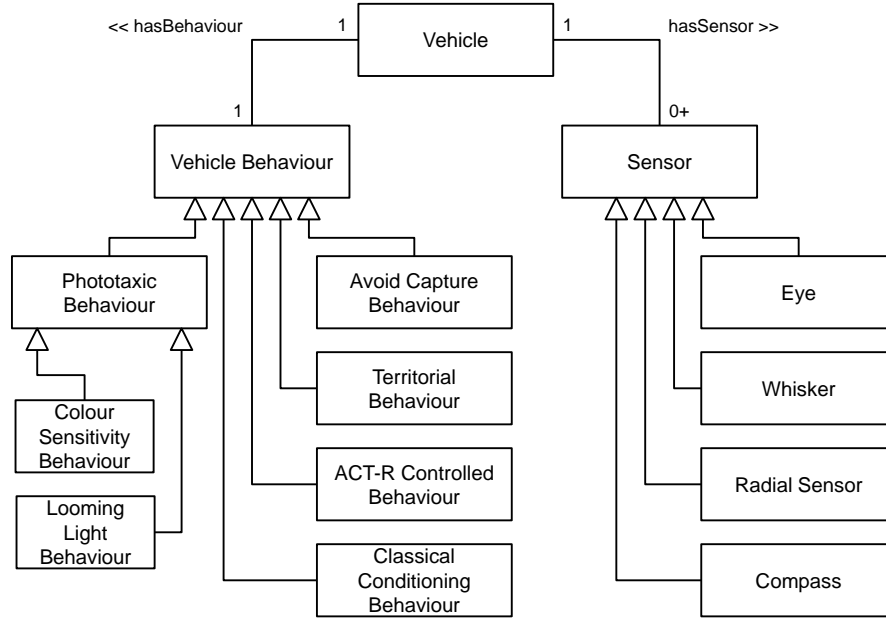 << hasBehaviour
1
Vehicle
1
hasSensor >>
1
0+
Vehicle Behaviour
Sensor
Phototaxic
Behaviour
Avoid Capture
Behaviour
Eye
Territorial
Behaviour
Whisker
Colour
Sensitivity
Behaviour
ACT-R Controlled
Behaviour
Radial Sensor
Looming
Light
Behaviour
Classical
Conditioning
Behaviour
Compass